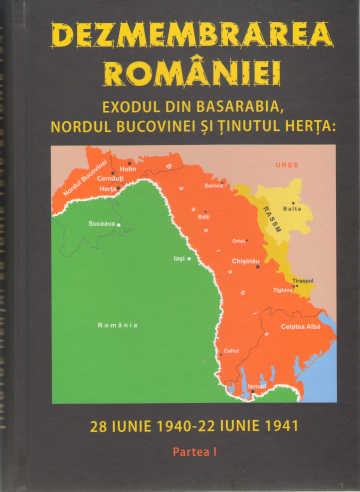 DEZMEMBRAREA
ROMÂNIEI
EXODUL DIN BASARABIA,
NORDUL BUCOVINEI ȘI ȚINUTUL HERȚA:
URSS
Nordul Bucovinei
Hotin
Cernăuți
Herța
Soroca
Balta
RASSM
Suceava
Bălți
Orhei
Iași
Chișinău
Tiraspol
Tighina
România
Cetatea Albă
Cahul
Ismail
28 IUNIE 1940-22 IUNIE 1941
Partea I